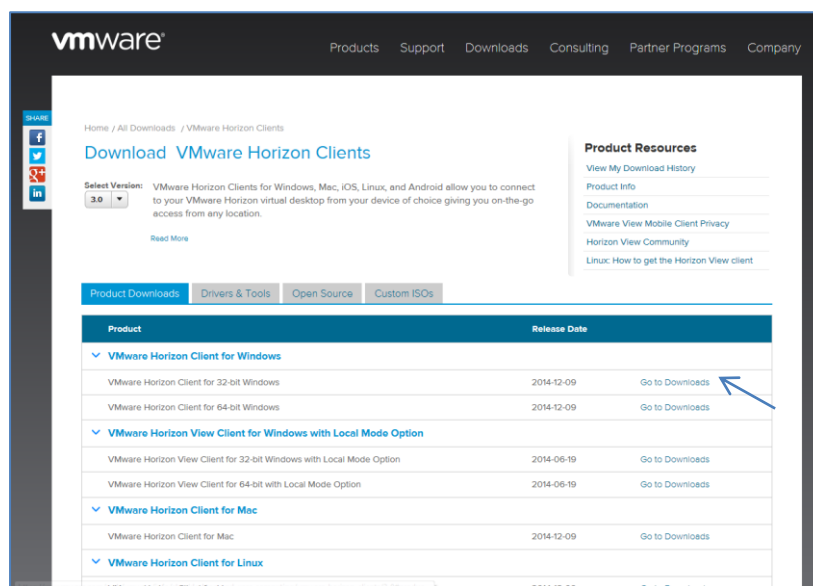 vmware®
Products Support Downloads Consulting Partner Programs Company
SHARE
Home / All Downloads / VMware Horizon Clients
Download VMware Horizon Clients
Select Version:
3.0
VMware Horizon Clients for Windows, Mac, iOS, Linux, and Android allow you to connect
to your VMware Horizon virtual desktop from your device of choice giving you on-the-go
access from any location.
Read More
Product Resources
View My Download History
Product Info
Documentation
VMware View Mobile Client Privacy
Horizon View Community
Linux: How to get the Horizon View client
Product Downloads Drivers & Tools Open Source Custom ISOs
Product Release Date
VMware Horizon Client for Windows
VMware Horizon Client for 32-bit Windows 2014-12-09 Go to Downloads
VMware Horizon Client for 64-bit Windows 2014-12-09 Go to Downloads
VMware Horizon View Client for Windows with Local Mode Option
VMware Horizon View Client for 32-bit Windows with Local Mode Option 2014-06-19 Go to Downloads
VMware Horizon View Client for 64-bit with Local Mode Option 2014-06-19 Go to Downloads
VMware Horizon Client for Mac
VMware Horizon Client for Mac 2014-12-09 Go to Downloads
VMware Horizon Client for Linux